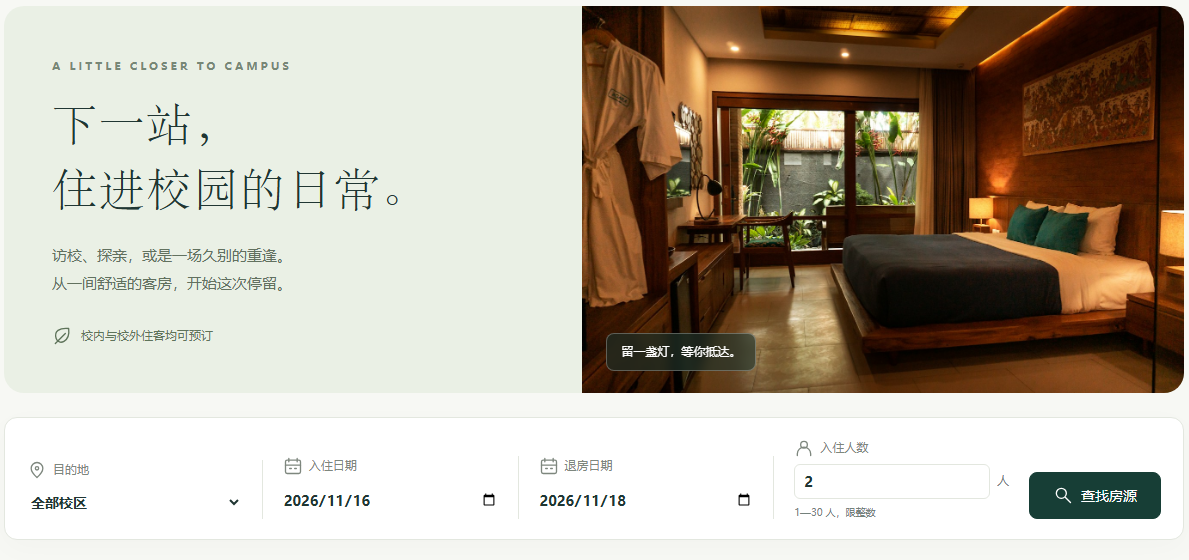 A LITTLE CLOSER TO CAMPUS
下一站，
住进校园的日常。
访校、探亲，或是一场久别的重逢。
从一间舒适的客房，开始这次停留。
校内与校外住客均可预订
留一盏灯，等你抵达。
目的地
全部校区
入住日期
2026/11/16
退房日期
2026/11/18
入住人数
2 人
1—30 人，限整数
查找房源